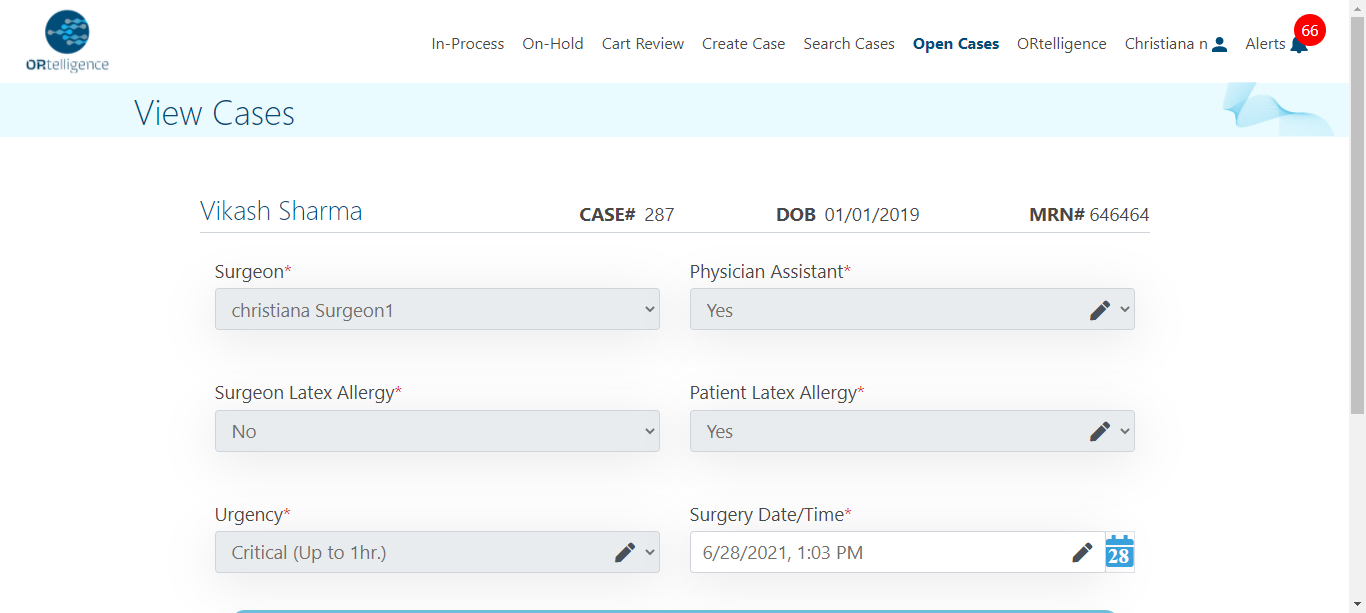 ORtelligence
In-Process On-Hold Cart Review Create Case Search Cases Open Cases ORtelligence Christiana n Alerts 66
View Cases
Vikash Sharma CASE# 287 DOB 01/01/2019 MRN# 646464
Surgeon* Physician Assistant*
christiana Surgeon1 Yes
Surgeon Latex Allergy* Patient Latex Allergy*
No Yes
Urgency* Surgery Date/Time*
Critical (Up to 1hr.) 6/28/2021, 1:03 PM 28